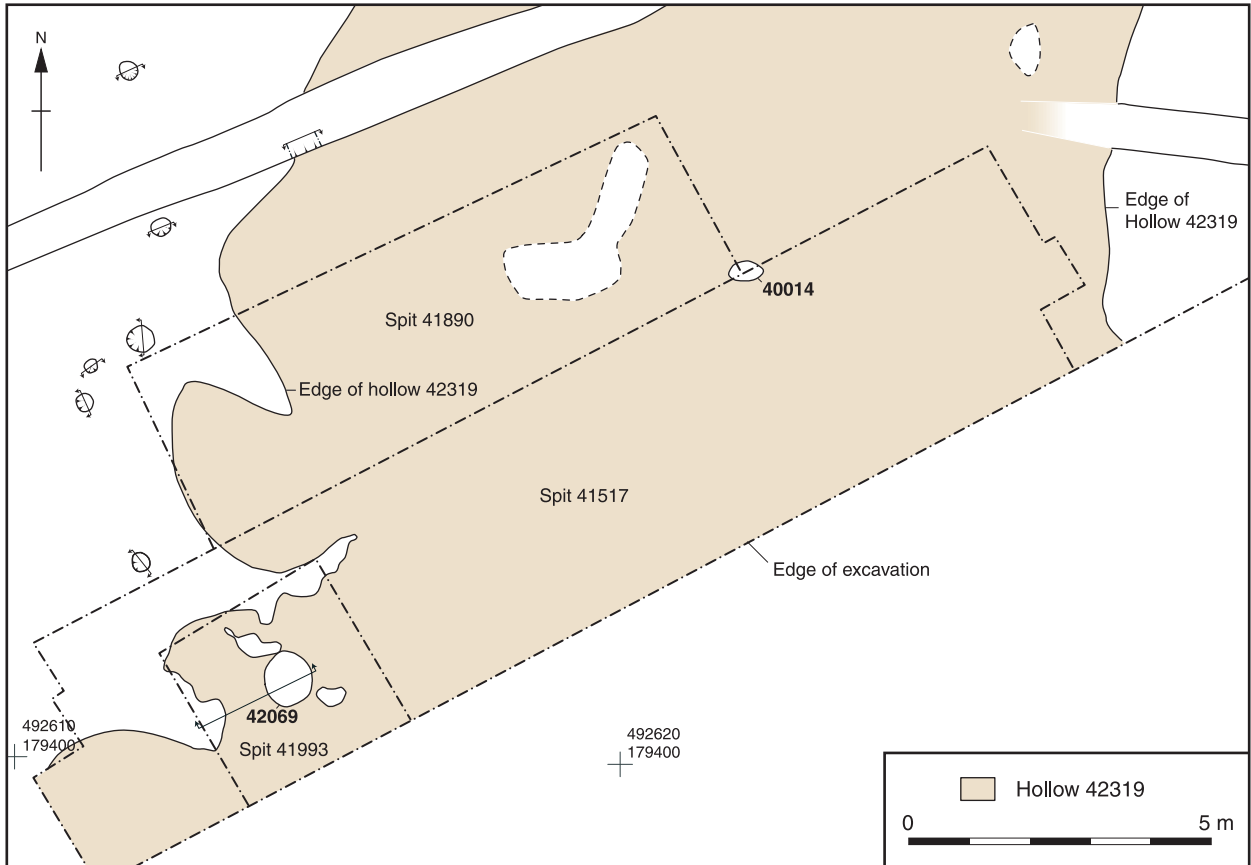 N
Edge of
Hollow 42319
40014
Spit 41890
Edge of hollow 42319
Spit 41517
Edge of excavation
42069
492610
179400
Spit 41993
492620
179400
Hollow 42319
0
5 m